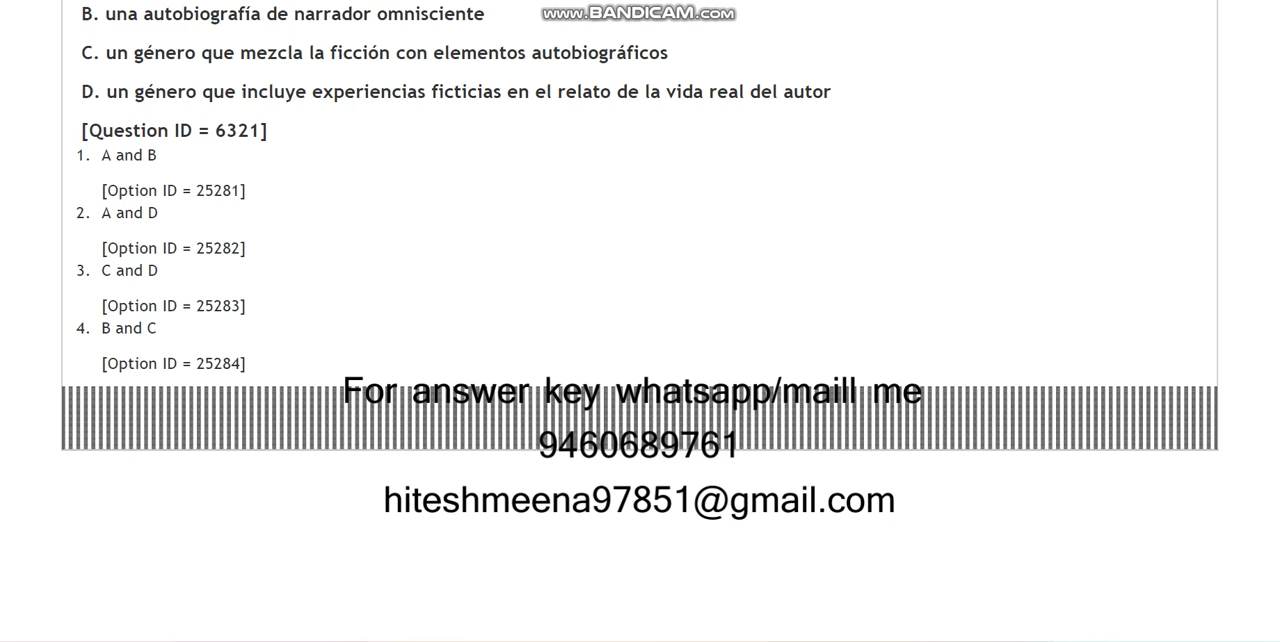 B. una autobiografía de narrador omnisciente
www.BANDICAM.com
C. un género que mezcla la ficción con elementos autobiográficos
D. un género que incluye experiencias ficticias en el relato de la vida real del autor
[Question ID = 6321]
1. A and B
[Option ID = 25281]
2. A and D
[Option ID = 25282]
3. C and D
[Option ID = 25283]
4. B and C
[Option ID = 25284]
For answer key whatsapp/maill me
9460689761
hiteshmeena97851@gmail.com